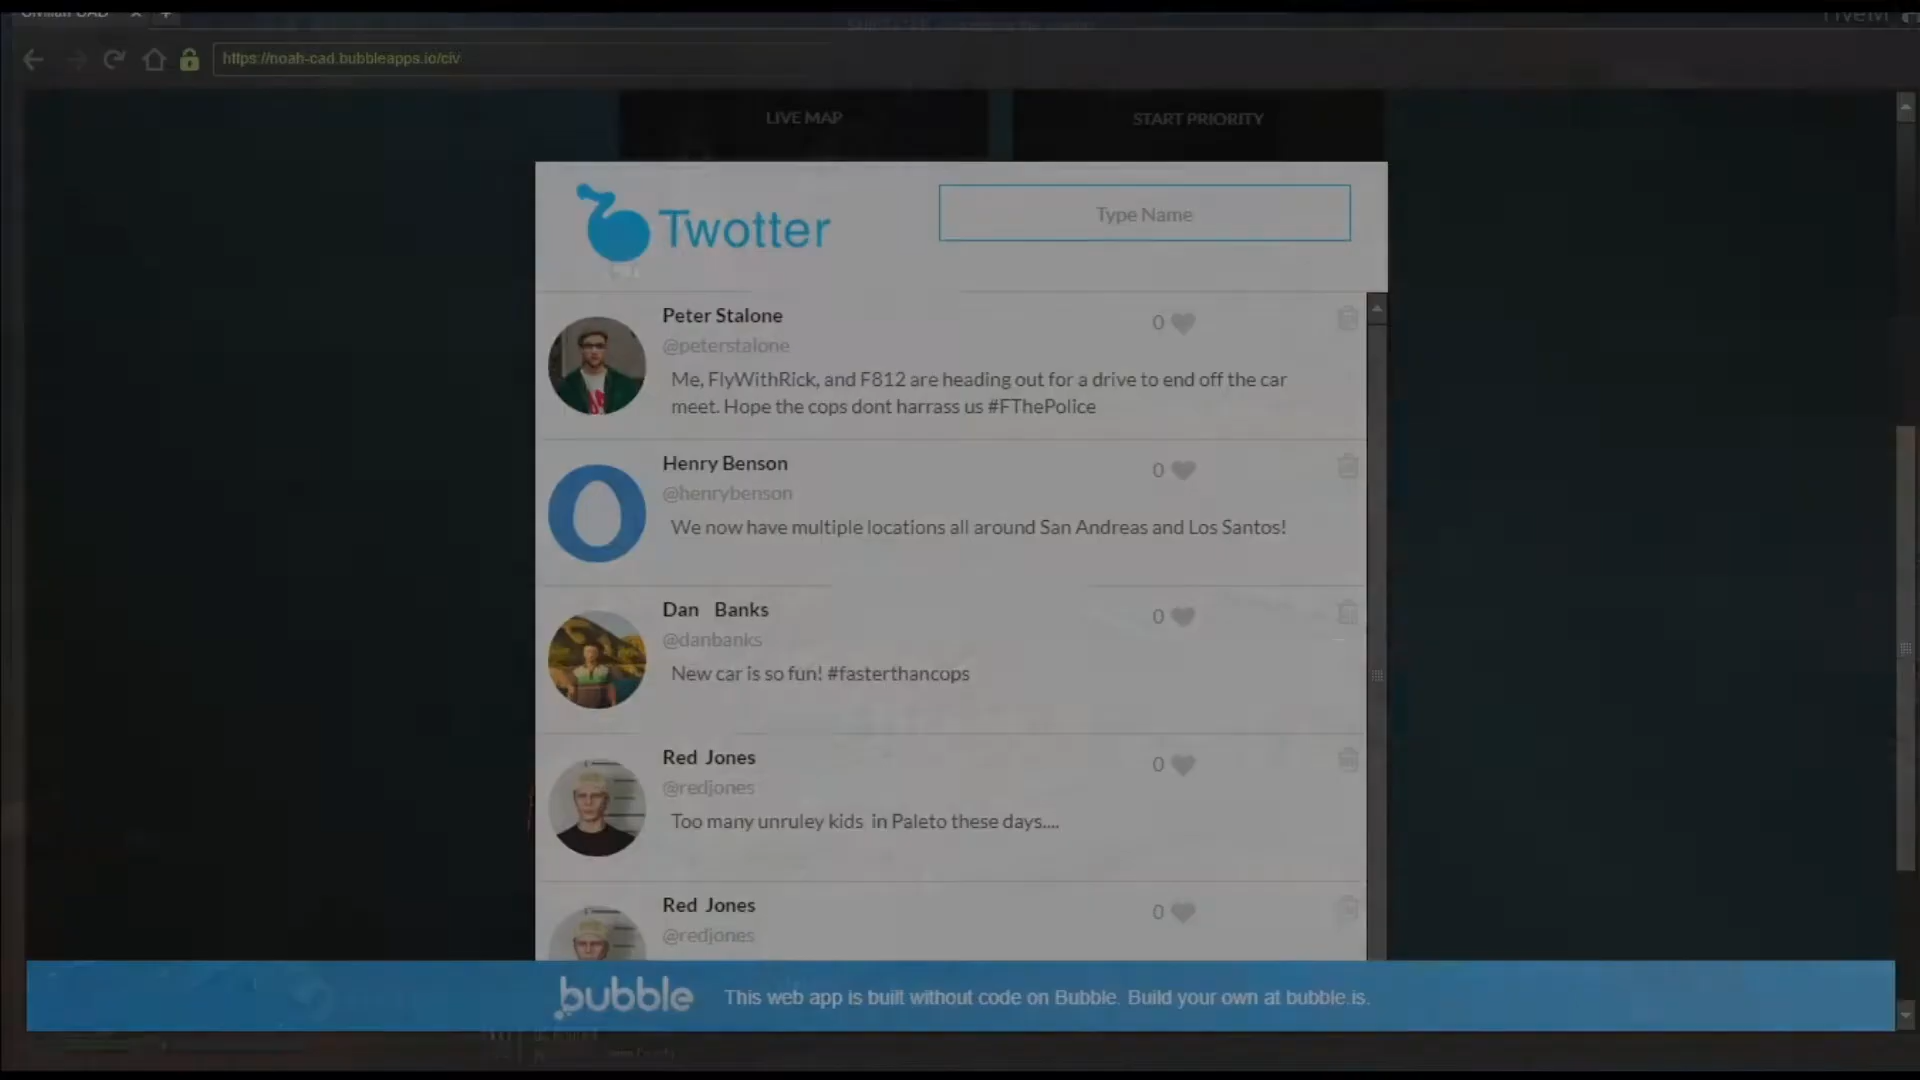 Civilian CAD
FiveM
https://noah-cad.bubbleapps.io/civ
LIVE MAP
START PRIORITY
Twotter
Type Name
Peter Stalone
0
@peterstalone
Me, FlyWithRick, and F812 are heading out for a drive to end off the car
meet. Hope the cops dont harrass us #FThePolice
Henry Benson
0
@henrybenson
We now have multiple locations all around San Andreas and Los Santos!
Dan Banks
0
@danbanks
New car is so fun! #fasterthancops
Red Jones
0
@redjones
Too many unruley kids in Paleto these days....
Red Jones
0
@redjones
bubble
This web app is built without code on Bubble. Build your own at bubble.is.